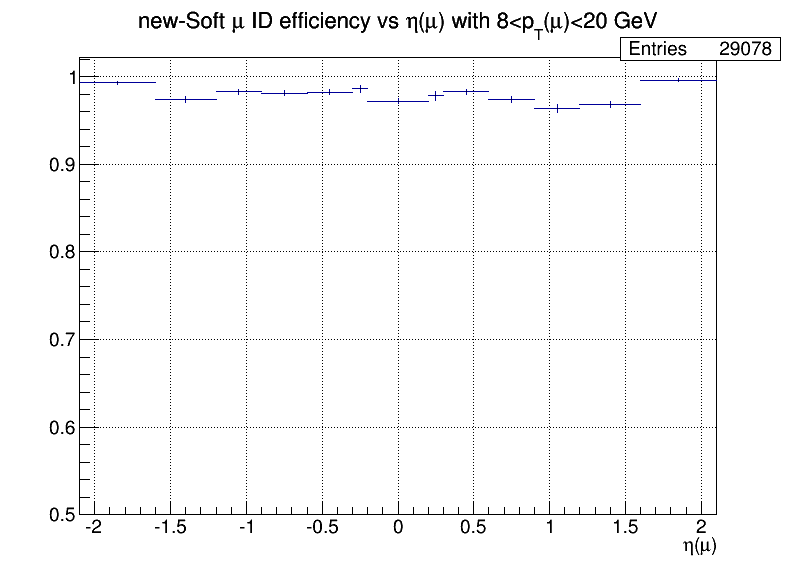 new-Soft μ ID efficiency vs η(μ) with 8<p_T(μ)<20 GeV
Entries 29078
1
0.9
0.8
0.7
0.6
0.5
-2 -1.5 -1 -0.5 0 0.5 1 1.5 2
η(μ)